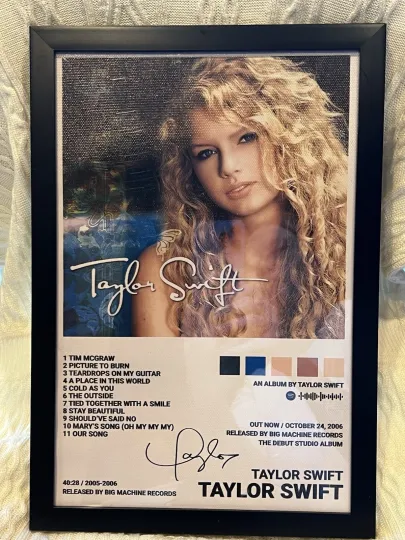 Taylor Swift
1 TIM MCGRAW
2 PICTURE TO BURN
3 TEARDROPS ON MY GUITAR
4 A PLACE IN THIS WORLD
5 COLD AS YOU
6 THE OUTSIDE
7 TIED TOGETHER WITH A SMILE
8 STAY BEAUTIFUL
9 SHOULD'VE SAID NO
10 MARY'S SONG (OH MY MY MY)
11 OUR SONG
AN ALBUM BY TAYLOR SWIFT
OUT NOW / OCTOBER 24, 2006
RELEASED BY BIG MACHINE RECORDS
THE DEBUT STUDIO ALBUM
Taylor
40:28 / 2005-2006
RELEASED BY BIG MACHINE RECORDS
TAYLOR SWIFT
TAYLOR SWIFT